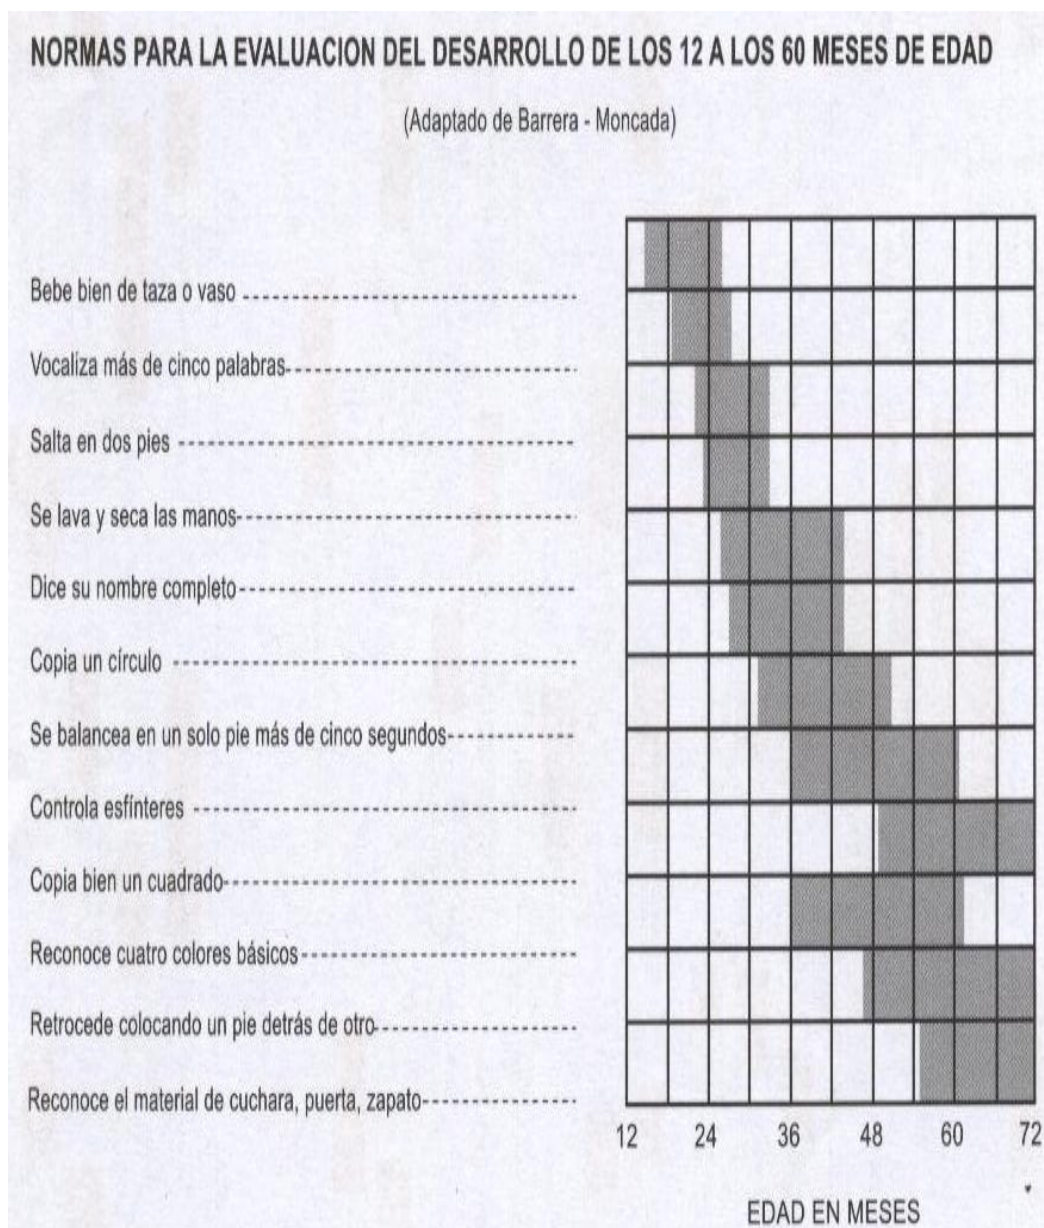 NORMAS PARA LA EVALUACION DEL DESARROLLO DE LOS 12 A LOS 60 MESES DE EDAD
(Adaptado de Barrera - Moncada)
Bebe bien de taza o vaso
Vocaliza más de cinco palabras
Salta en dos pies
Se lava y seca las manos
Dice su nombre completo
Copia un círculo
Se balancea en un solo pie más de cinco segundos
Controla esfínteres
Copia bien un cuadrado
Reconoce cuatro colores básicos
Retrocede colocando un pie detrás de otro
Reconoce el material de cuchara, puerta, zapato
12 24 36 48 60 72
EDAD EN MESES